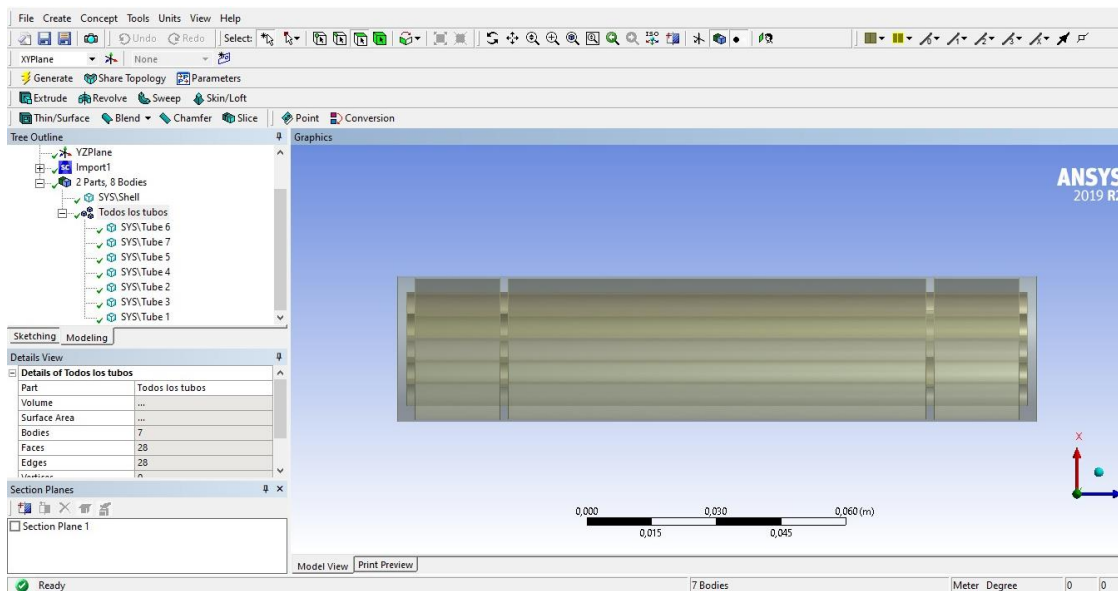 File Create Concept Tools Units View Help
Undo Redo Select:
XYPlane None
Generate Share Topology Parameters
Extrude Revolve Sweep Skin/Loft
Thin/Surface Blend Chamfer Slice Point Conversion
Tree Outline
YZPlane
Import1
2 Parts, 8 Bodies
SYS\Shell
Todos los tubos
SYS\Tube 6
SYS\Tube 7
SYS\Tube 5
SYS\Tube 4
SYS\Tube 2
SYS\Tube 3
SYS\Tube 1
Sketching Modeling
Details View
Details of Todos los tubos
Part Todos los tubos
Volume ...
Surface Area ...
Bodies 7
Faces 28
Edges 28
Section Planes
Section Plane 1
Graphics
ANSYS
2019 R2
X
0,000 0,030 0,060 (m)
0,015 0,045
Model View Print Preview
Ready 7 Bodies Meter Degree 0 0